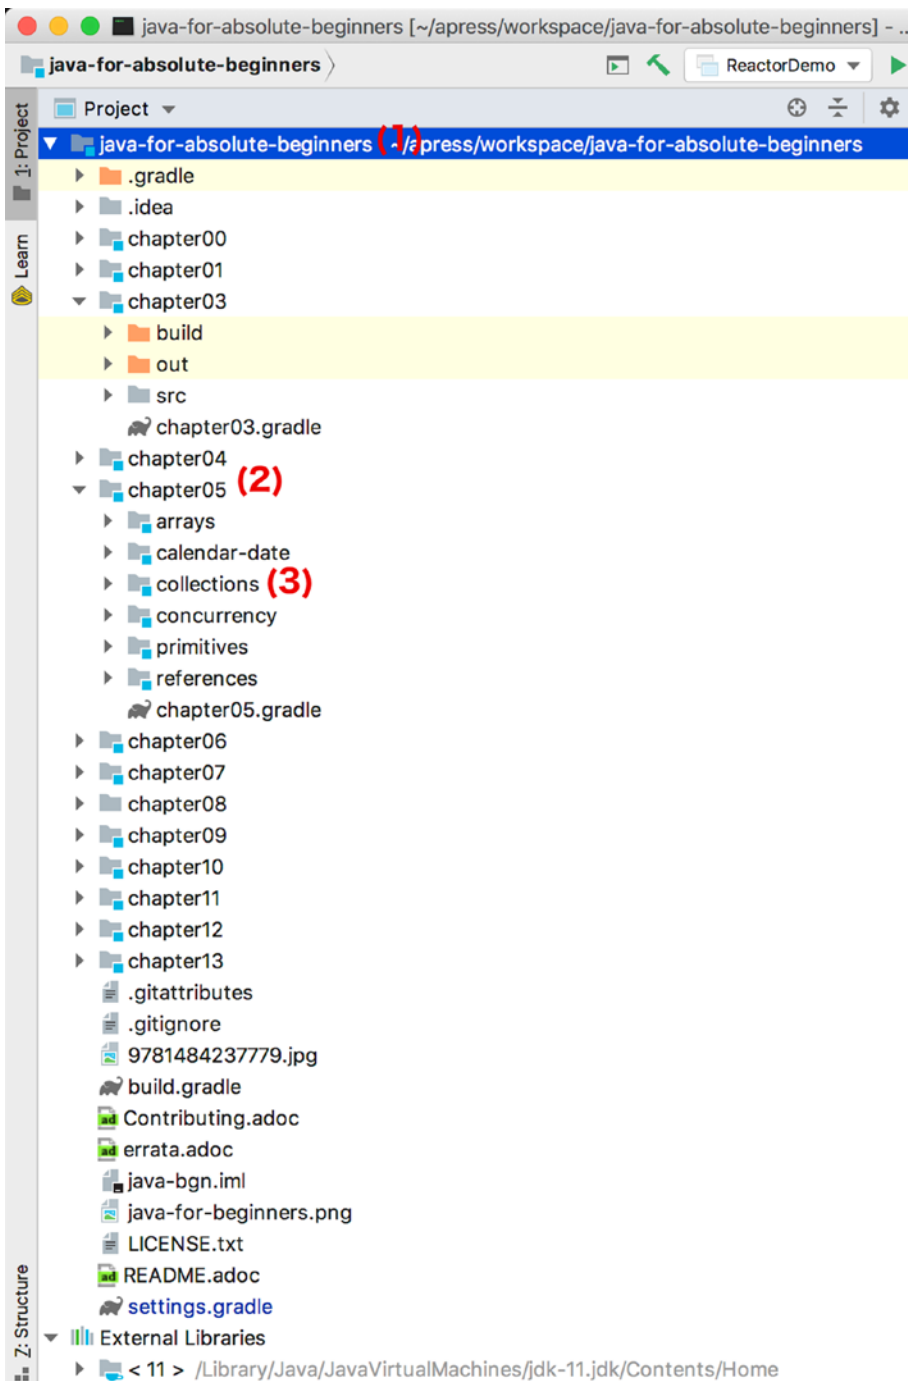 java-for-absolute-beginners [~/apress/workspace/java-for-absolute-beginners] - ..
java-for-absolute-beginners ReactorDemo
1: Project
Learn
Z: Structure
Project
java-for-absolute-beginners (1) ~/apress/workspace/java-for-absolute-beginners
.gradle
.idea
chapter00
chapter01
chapter03
build
out
src
chapter03.gradle
chapter04
chapter05 (2)
arrays
calendar-date
collections (3)
concurrency
primitives
references
chapter05.gradle
chapter06
chapter07
chapter08
chapter09
chapter10
chapter11
chapter12
chapter13
.gitattributes
.gitignore
9781484237779.jpg
build.gradle
ad Contributing.adoc
ad errata.adoc
java-bgn.iml
java-for-beginners.png
LICENSE.txt
ad README.adoc
settings.gradle
External Libraries
< 11 > /Library/Java/JavaVirtualMachines/jdk-11.jdk/Contents/Home